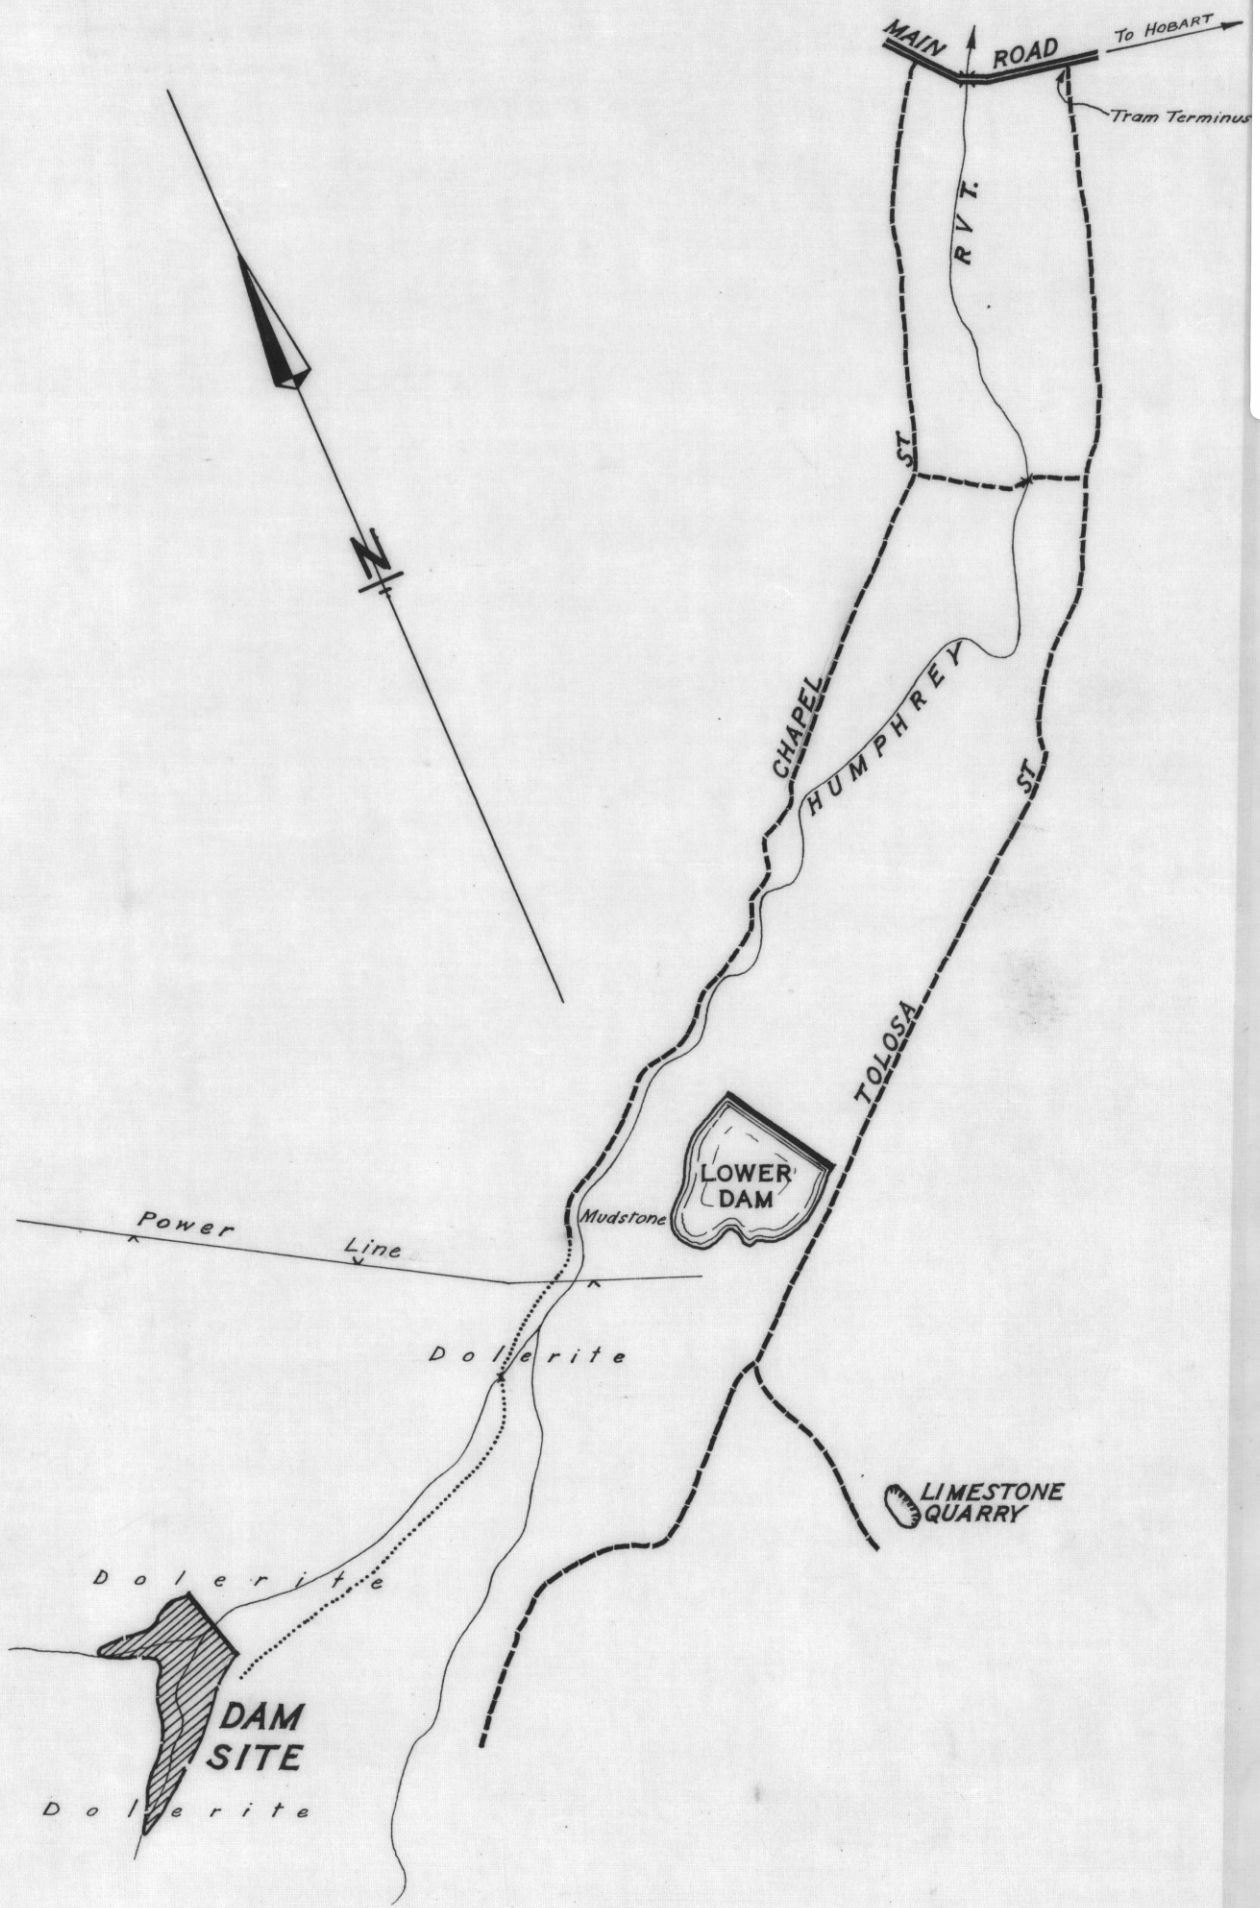 MAIN ROAD
To HOBART
Tram Terminus
RVT.
ST
N
CHAPEL
HUMPHREY
ST
TOLOSA
LOWER
DAM
Mudstone
Power Line
Dolerite
LIMESTONE
QUARRY
Dolerite
DAM
SITE
Dolerite